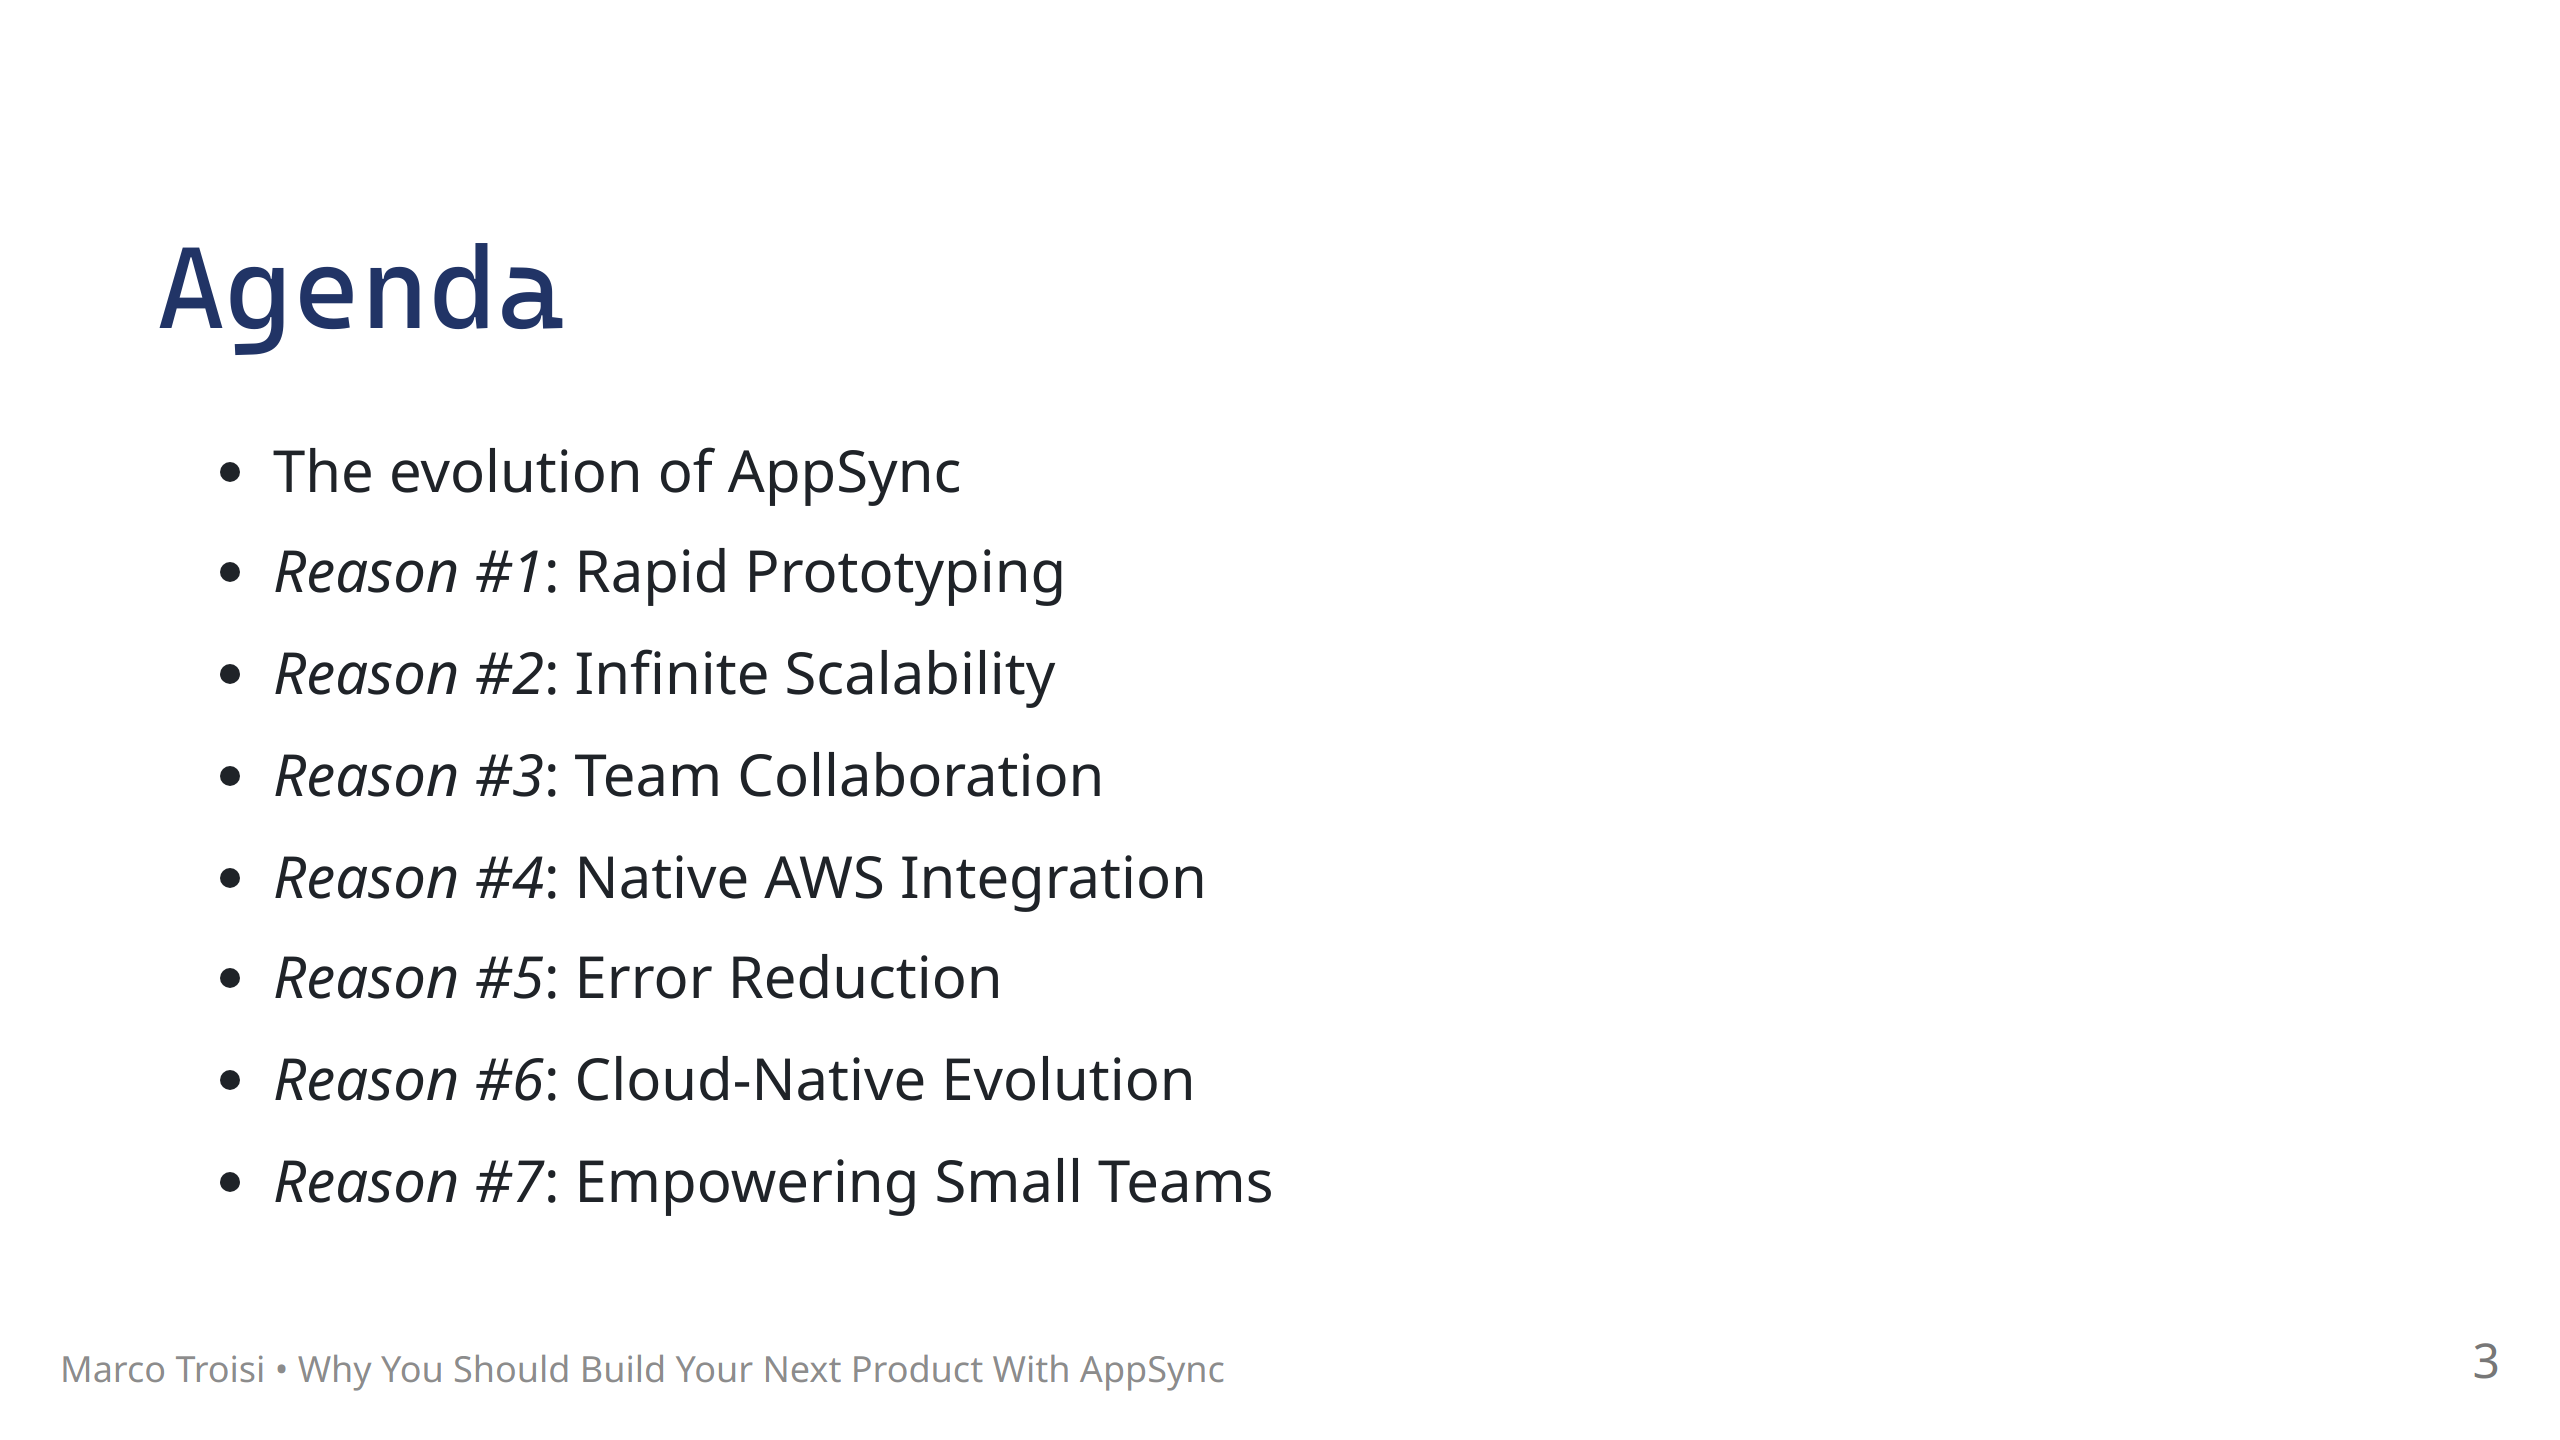 Agenda
• The evolution of AppSync
• Reason #1: Rapid Prototyping
• Reason #2: Infinite Scalability
• Reason #3: Team Collaboration
• Reason #4: Native AWS Integration
• Reason #5: Error Reduction
• Reason #6: Cloud-Native Evolution
• Reason #7: Empowering Small Teams
Marco Troisi • Why You Should Build Your Next Product With AppSync
3